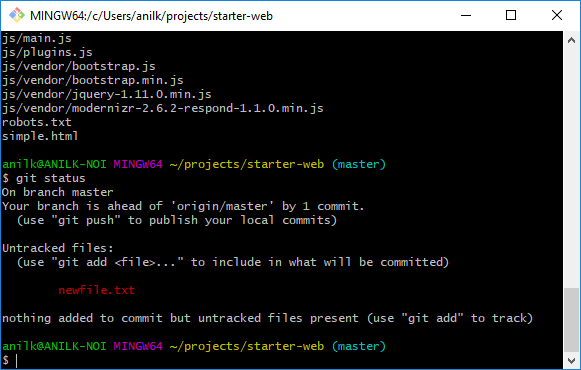 MINGW64:/c/Users/anilk/projects/starter-web
js/main.js
js/plugins.js
js/vendor/bootstrap.js
js/vendor/bootstrap.min.js
js/vendor/jquery-1.11.0.min.js
js/vendor/modernizr-2.6.2-respond-1.1.0.min.js
robots.txt
simple.html
anilk@ANILK-NOI MINGW64 ~/projects/starter-web (master)
$ git status
On branch master
Your branch is ahead of 'origin/master' by 1 commit.
  (use "git push" to publish your local commits)
Untracked files:
  (use "git add <file>..." to include in what will be committed)
        newfile.txt
nothing added to commit but untracked files present (use "git add" to track)
anilk@ANILK-NOI MINGW64 ~/projects/starter-web (master)
$